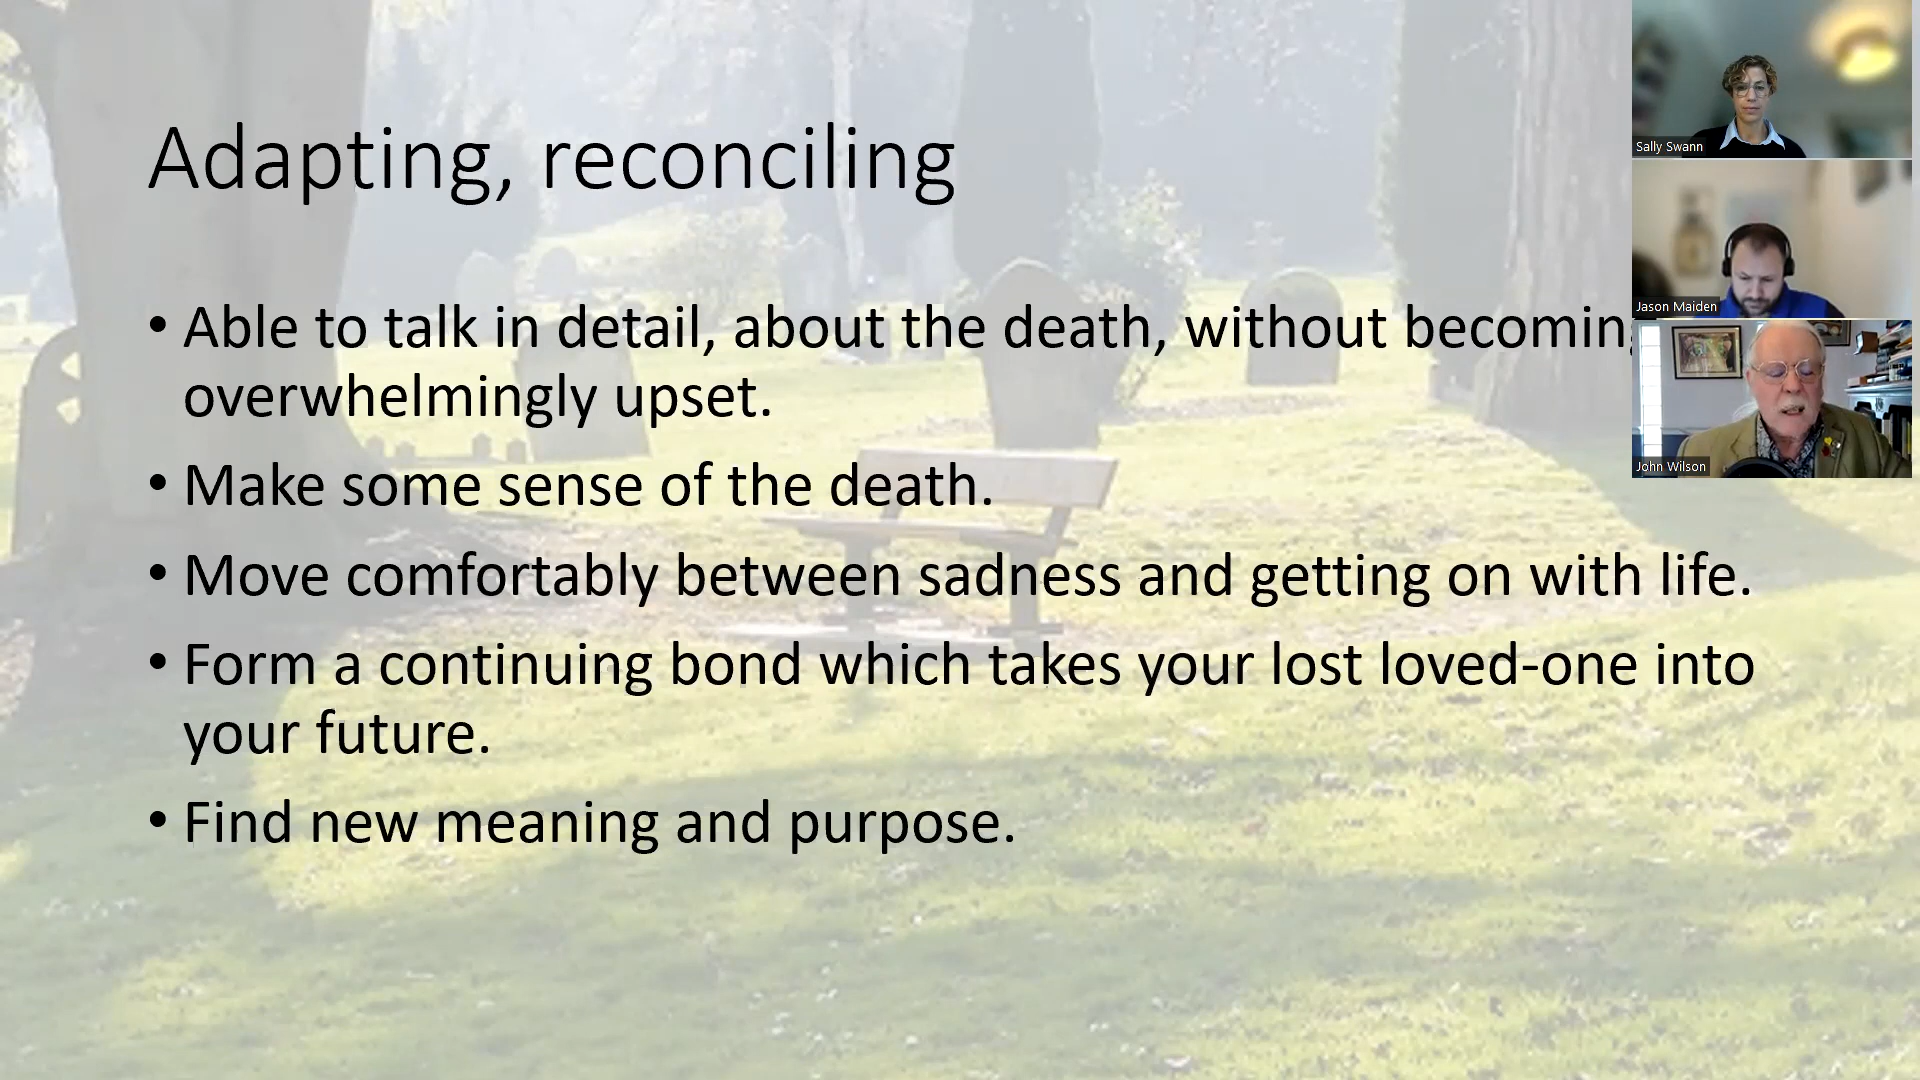 Adapting, reconciling
• Able to talk in detail, about the death, without becoming
overwhelmingly upset.
• Make some sense of the death.
• Move comfortably between sadness and getting on with life.
• Form a continuing bond which takes your lost loved-one into
your future.
• Find new meaning and purpose.
Sally Swann
Jason Maiden
John Wilson